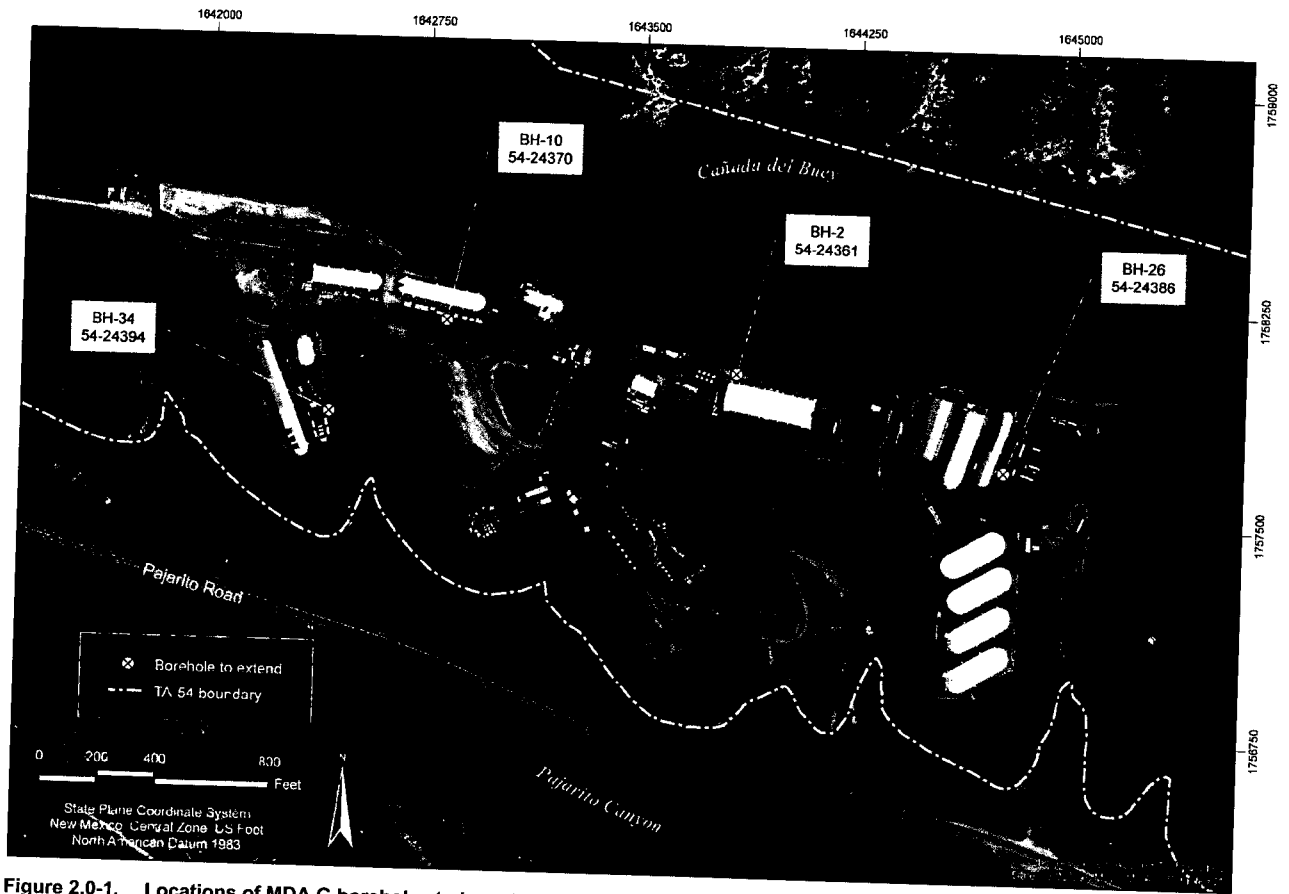 1642000
1642750
1643500
1644250
1645000
1759000
BH-10
54-24370
Cañada del Buey
BH-2
54-24361
BH-26
54-24386
1758250
BH-34
54-24394
1757500
Pajarito Road
Borehole to extend
TA-54 boundary
1756750
0 200 400 800
Feet
N
Pajarito Canyon
State Plane Coordinate System
New Mexico Central Zone US Foot
North American Datum 1983
Figure 2.0-1. Locations of MDA G